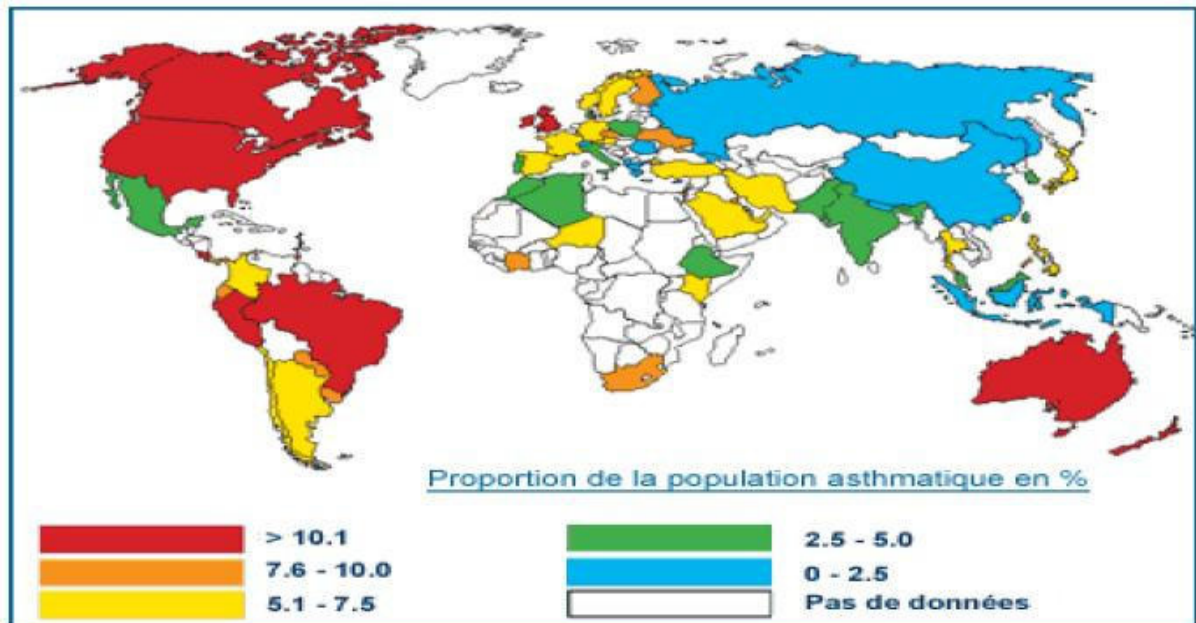 Proportion de la population asthmatique en %
> 10.1
7.6 - 10.0
5.1 - 7.5
2.5 - 5.0
0 - 2.5
Pas de données